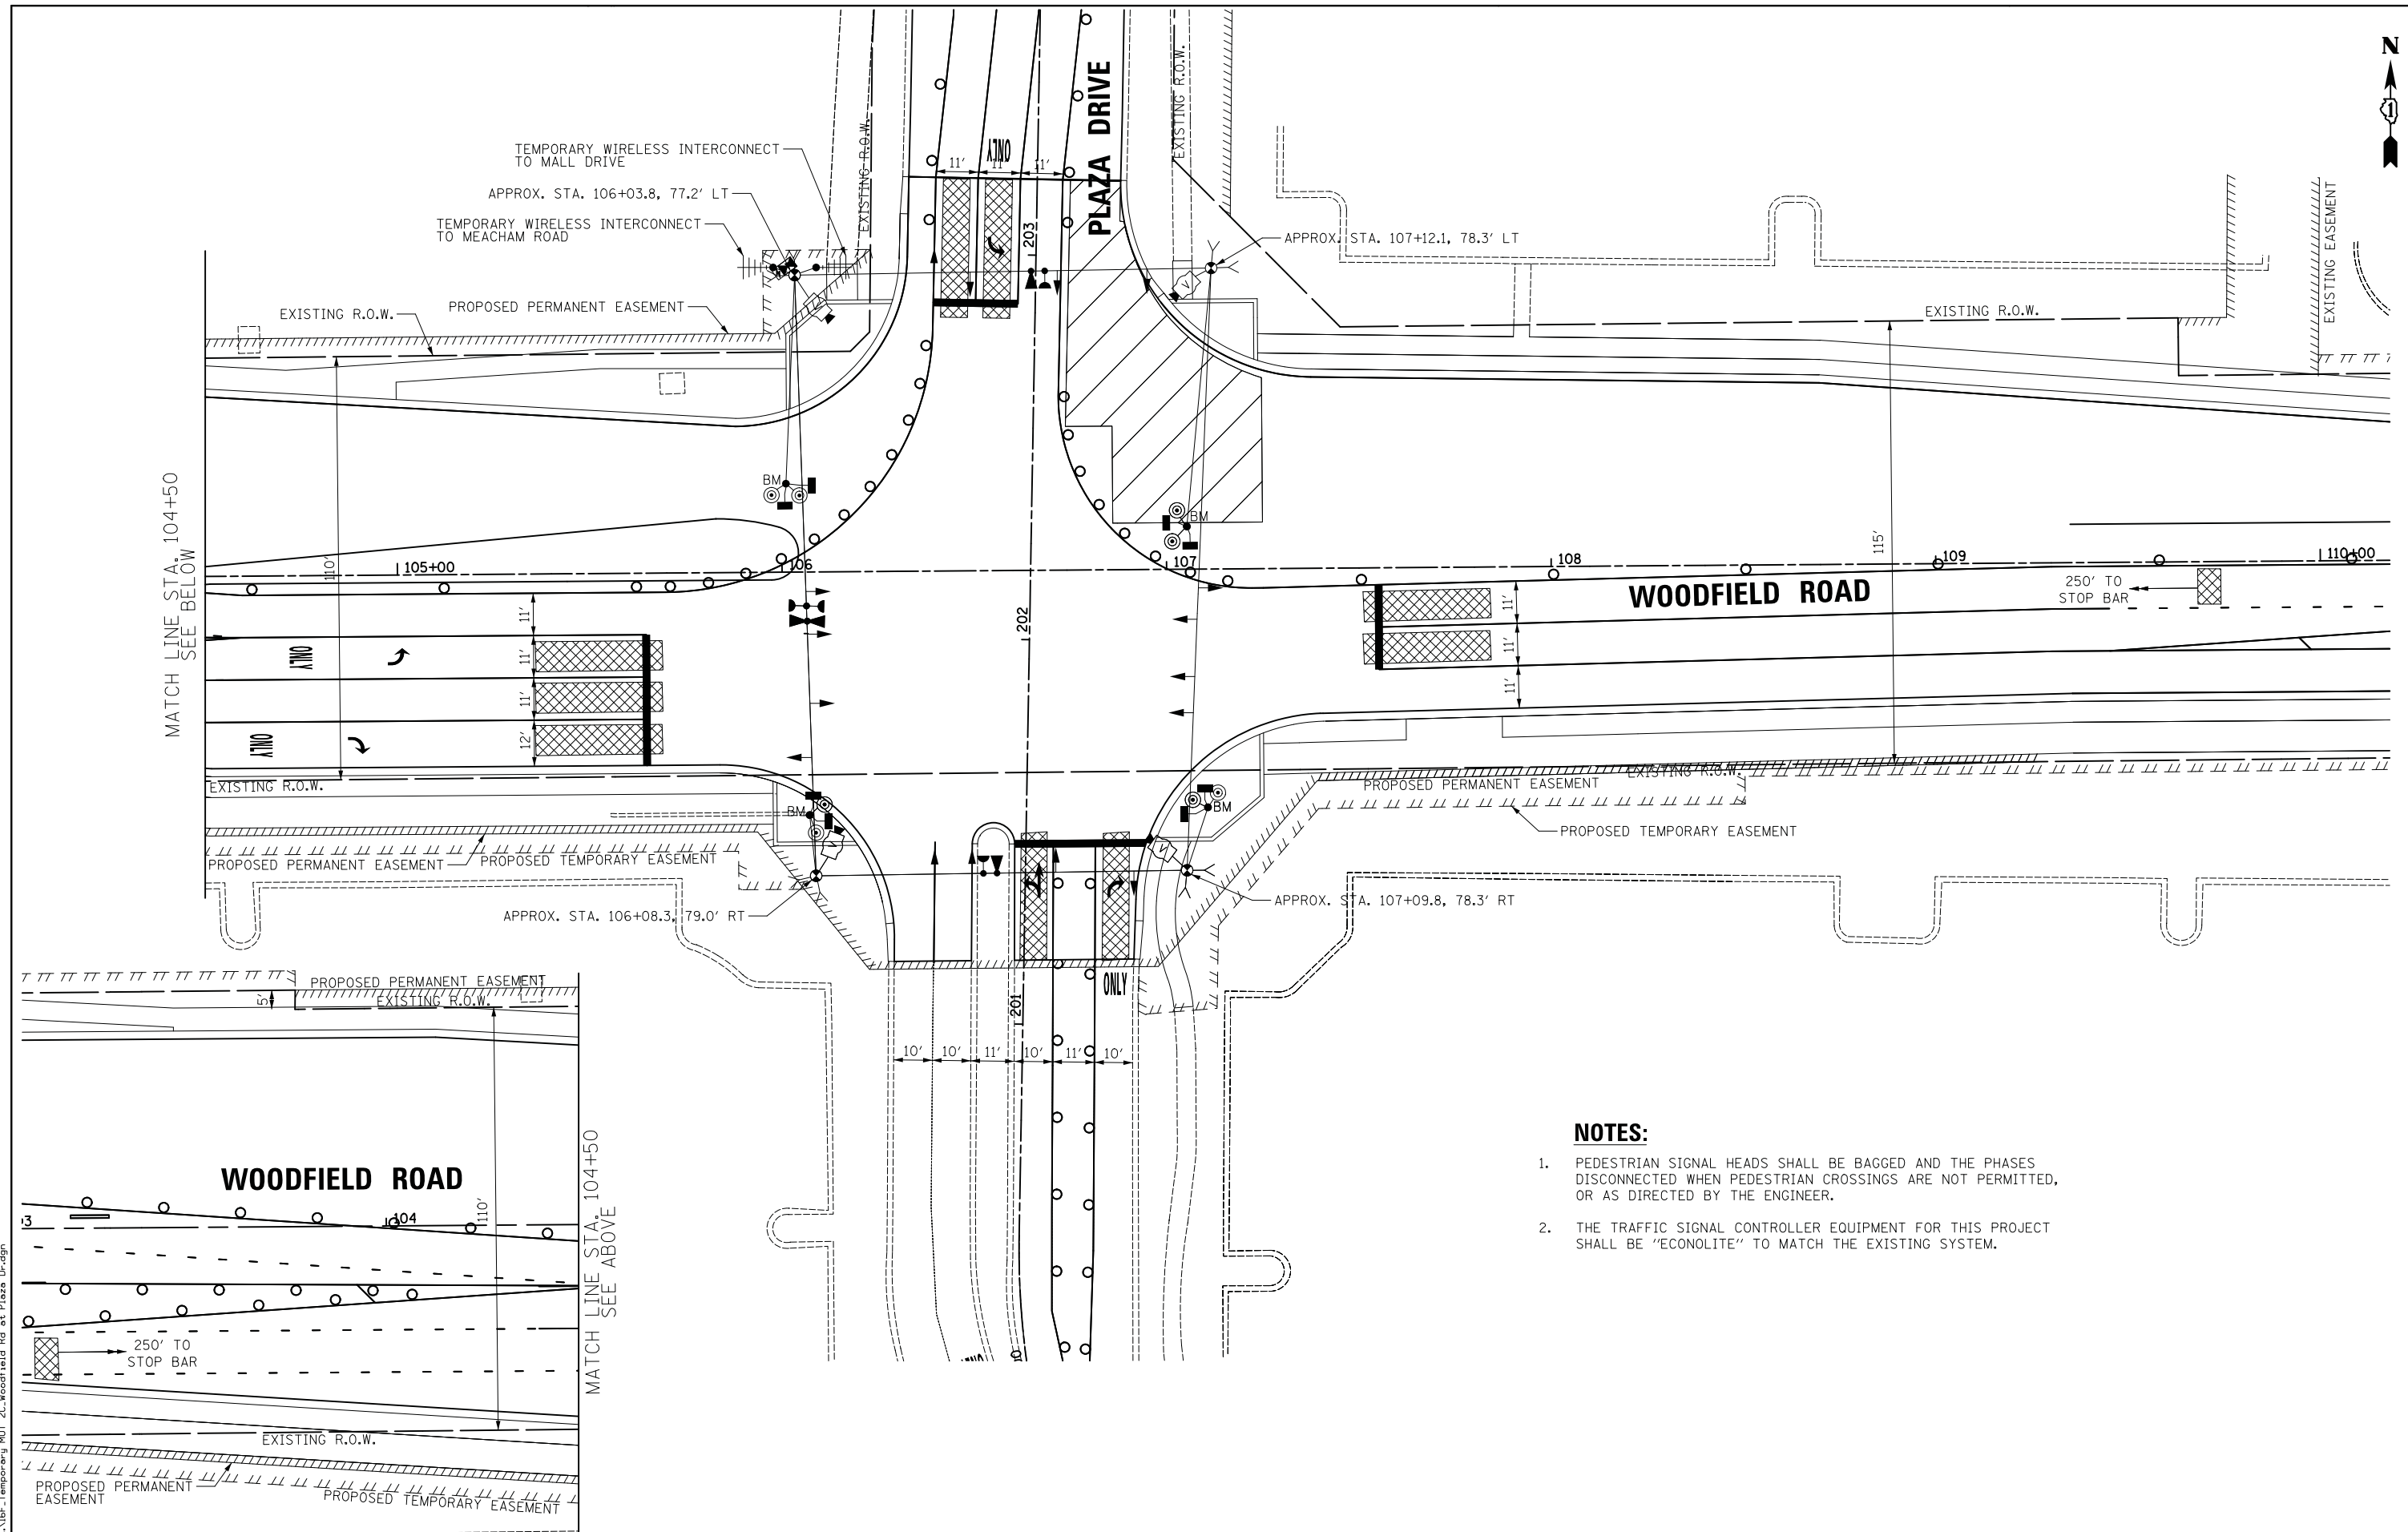 N
1
PLAZA DRIVE
EXISTING R.O.W.
EXISTING R.O.W.
TEMPORARY WIRELESS INTERCONNECT
TO MALL DRIVE
APPROX. STA. 106+03.8, 77.2' LT
TEMPORARY WIRELESS INTERCONNECT
TO MEACHAM ROAD
ONLY
11'
11'
11'
203
V
V
APPROX. STA. 107+12.1, 78.3' LT
EXISTING EASEMENT
EXISTING R.O.W.
PROPOSED PERMANENT EASEMENT
EXISTING R.O.W.
MATCH LINE STA. 104+50
SEE BELOW
110'
115'
BM
BM
105+00
106
107
108
109
110+00
202
WOODFIELD ROAD
250' TO
STOP BAR
11'
11'
11'
12'
11'
11'
11'
ONLY
ONLY
EXISTING R.O.W.
EXISTING R.O.W.
PROPOSED PERMANENT EASEMENT
PROPOSED TEMPORARY EASEMENT
BM
BM
V
V
PROPOSED PERMANENT EASEMENT
PROPOSED TEMPORARY EASEMENT
APPROX. STA. 106+08.3, 79.0' RT
APPROX. STA. 107+09.8, 78.3' RT
ONLY
201
10'
10'
11'
10'
11'
10'
PROPOSED PERMANENT EASEMENT
EXISTING R.O.W.
5'
WOODFIELD ROAD
104
110'
MATCH LINE STA. 104+50
SEE ABOVE
250' TO
STOP BAR
EXISTING R.O.W.
PROPOSED PERMANENT
EASEMENT
PROPOSED TEMPORARY EASEMENT
NOTES:
1. PEDESTRIAN SIGNAL HEADS SHALL BE BAGGED AND THE PHASES
DISCONNECTED WHEN PEDESTRIAN CROSSINGS ARE NOT PERMITTED,
OR AS DIRECTED BY THE ENGINEER.
2. THE TRAFFIC SIGNAL CONTROLLER EQUIPMENT FOR THIS PROJECT
SHALL BE "ECONOLITE" TO MATCH THE EXISTING SYSTEM.